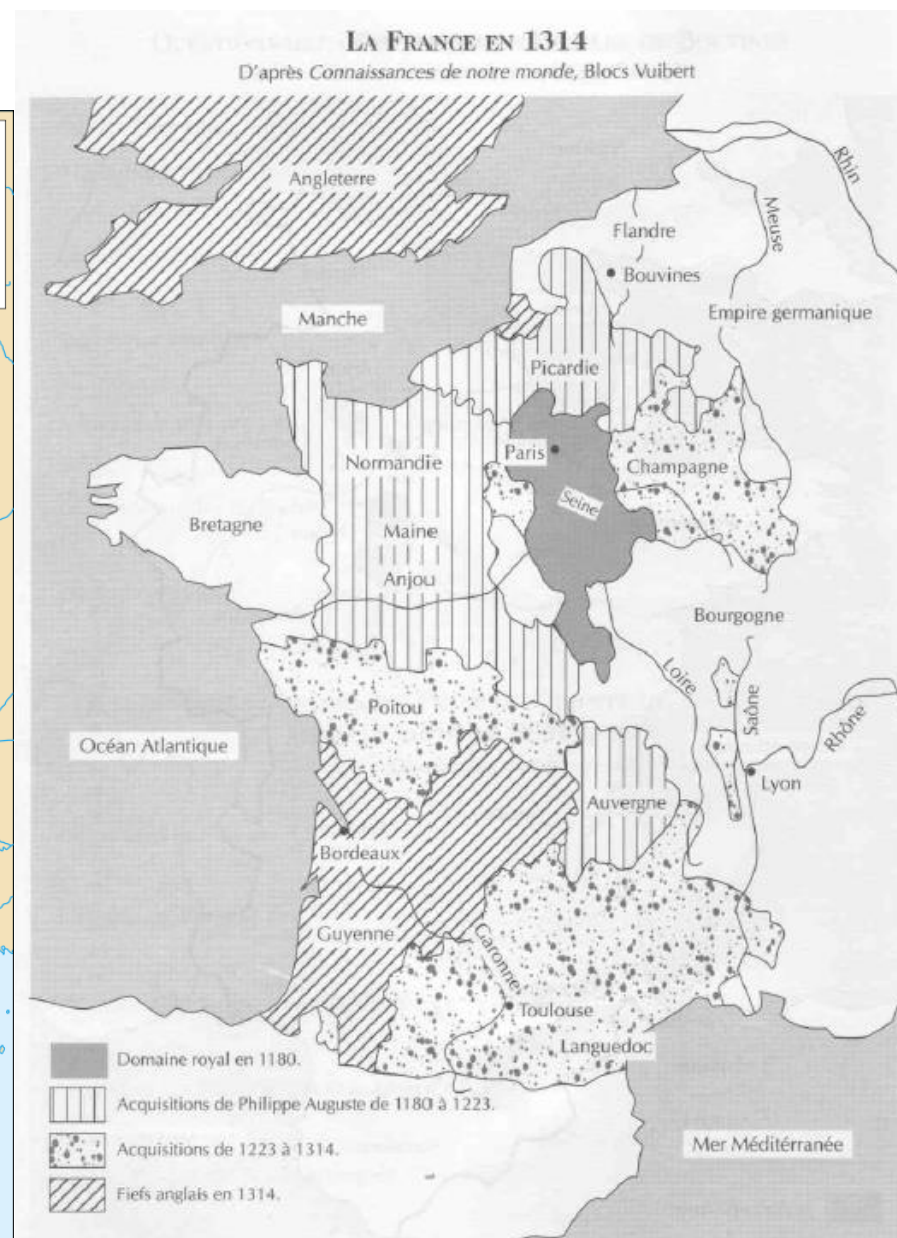 LA FRANCE EN 1314
D'après Connaissances de notre monde, Blocs Vuibert
Angleterre
Rhin
Meuse
Flandre
Bouvines
Empire germanique
Manche
Picardie
Paris
Champagne
Normandie
Seine
Bretagne
Maine
Anjou
Bourgogne
Loire
Saône
Rhône
Poitou
Océan Atlantique
Lyon
Auvergne
Bordeaux
Guyenne
Garonne
Toulouse
Languedoc
Domaine royal en 1180.
Acquisitions de Philippe Auguste de 1180 à 1223.
Acquisitions de 1223 à 1314.
Fiefs anglais en 1314.
Mer Méditérranée